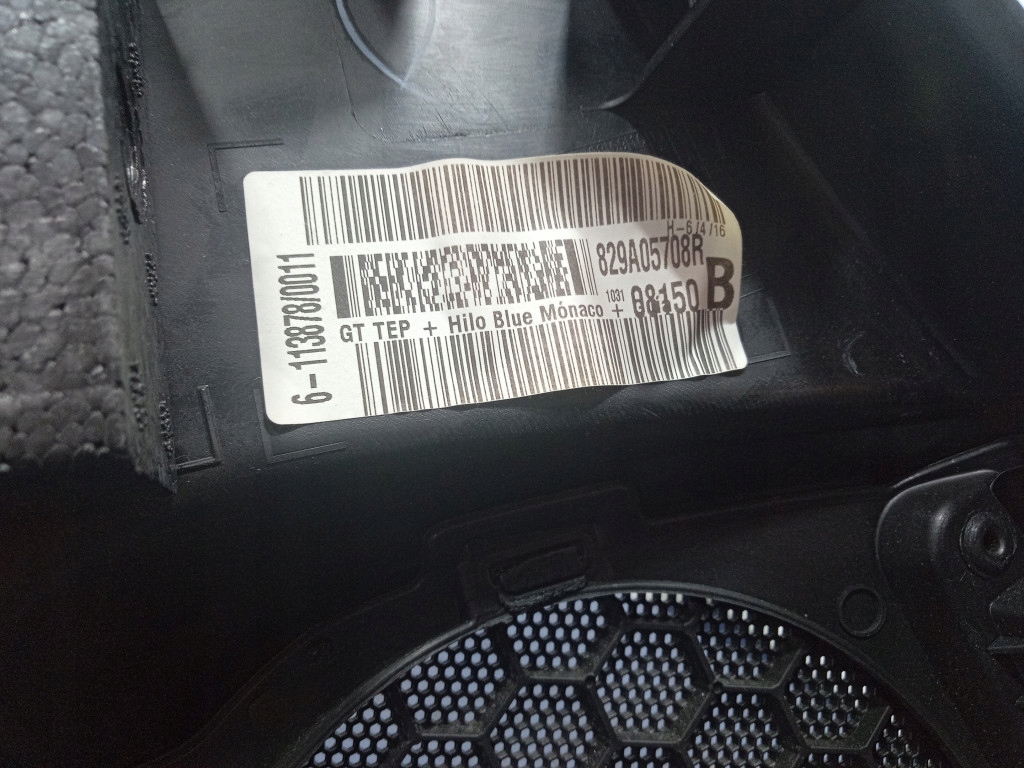 6-113878/0011
H-6/4/16
829A05708R
1031 08150 B
GT TEP + Hilo Blue Mónaco +